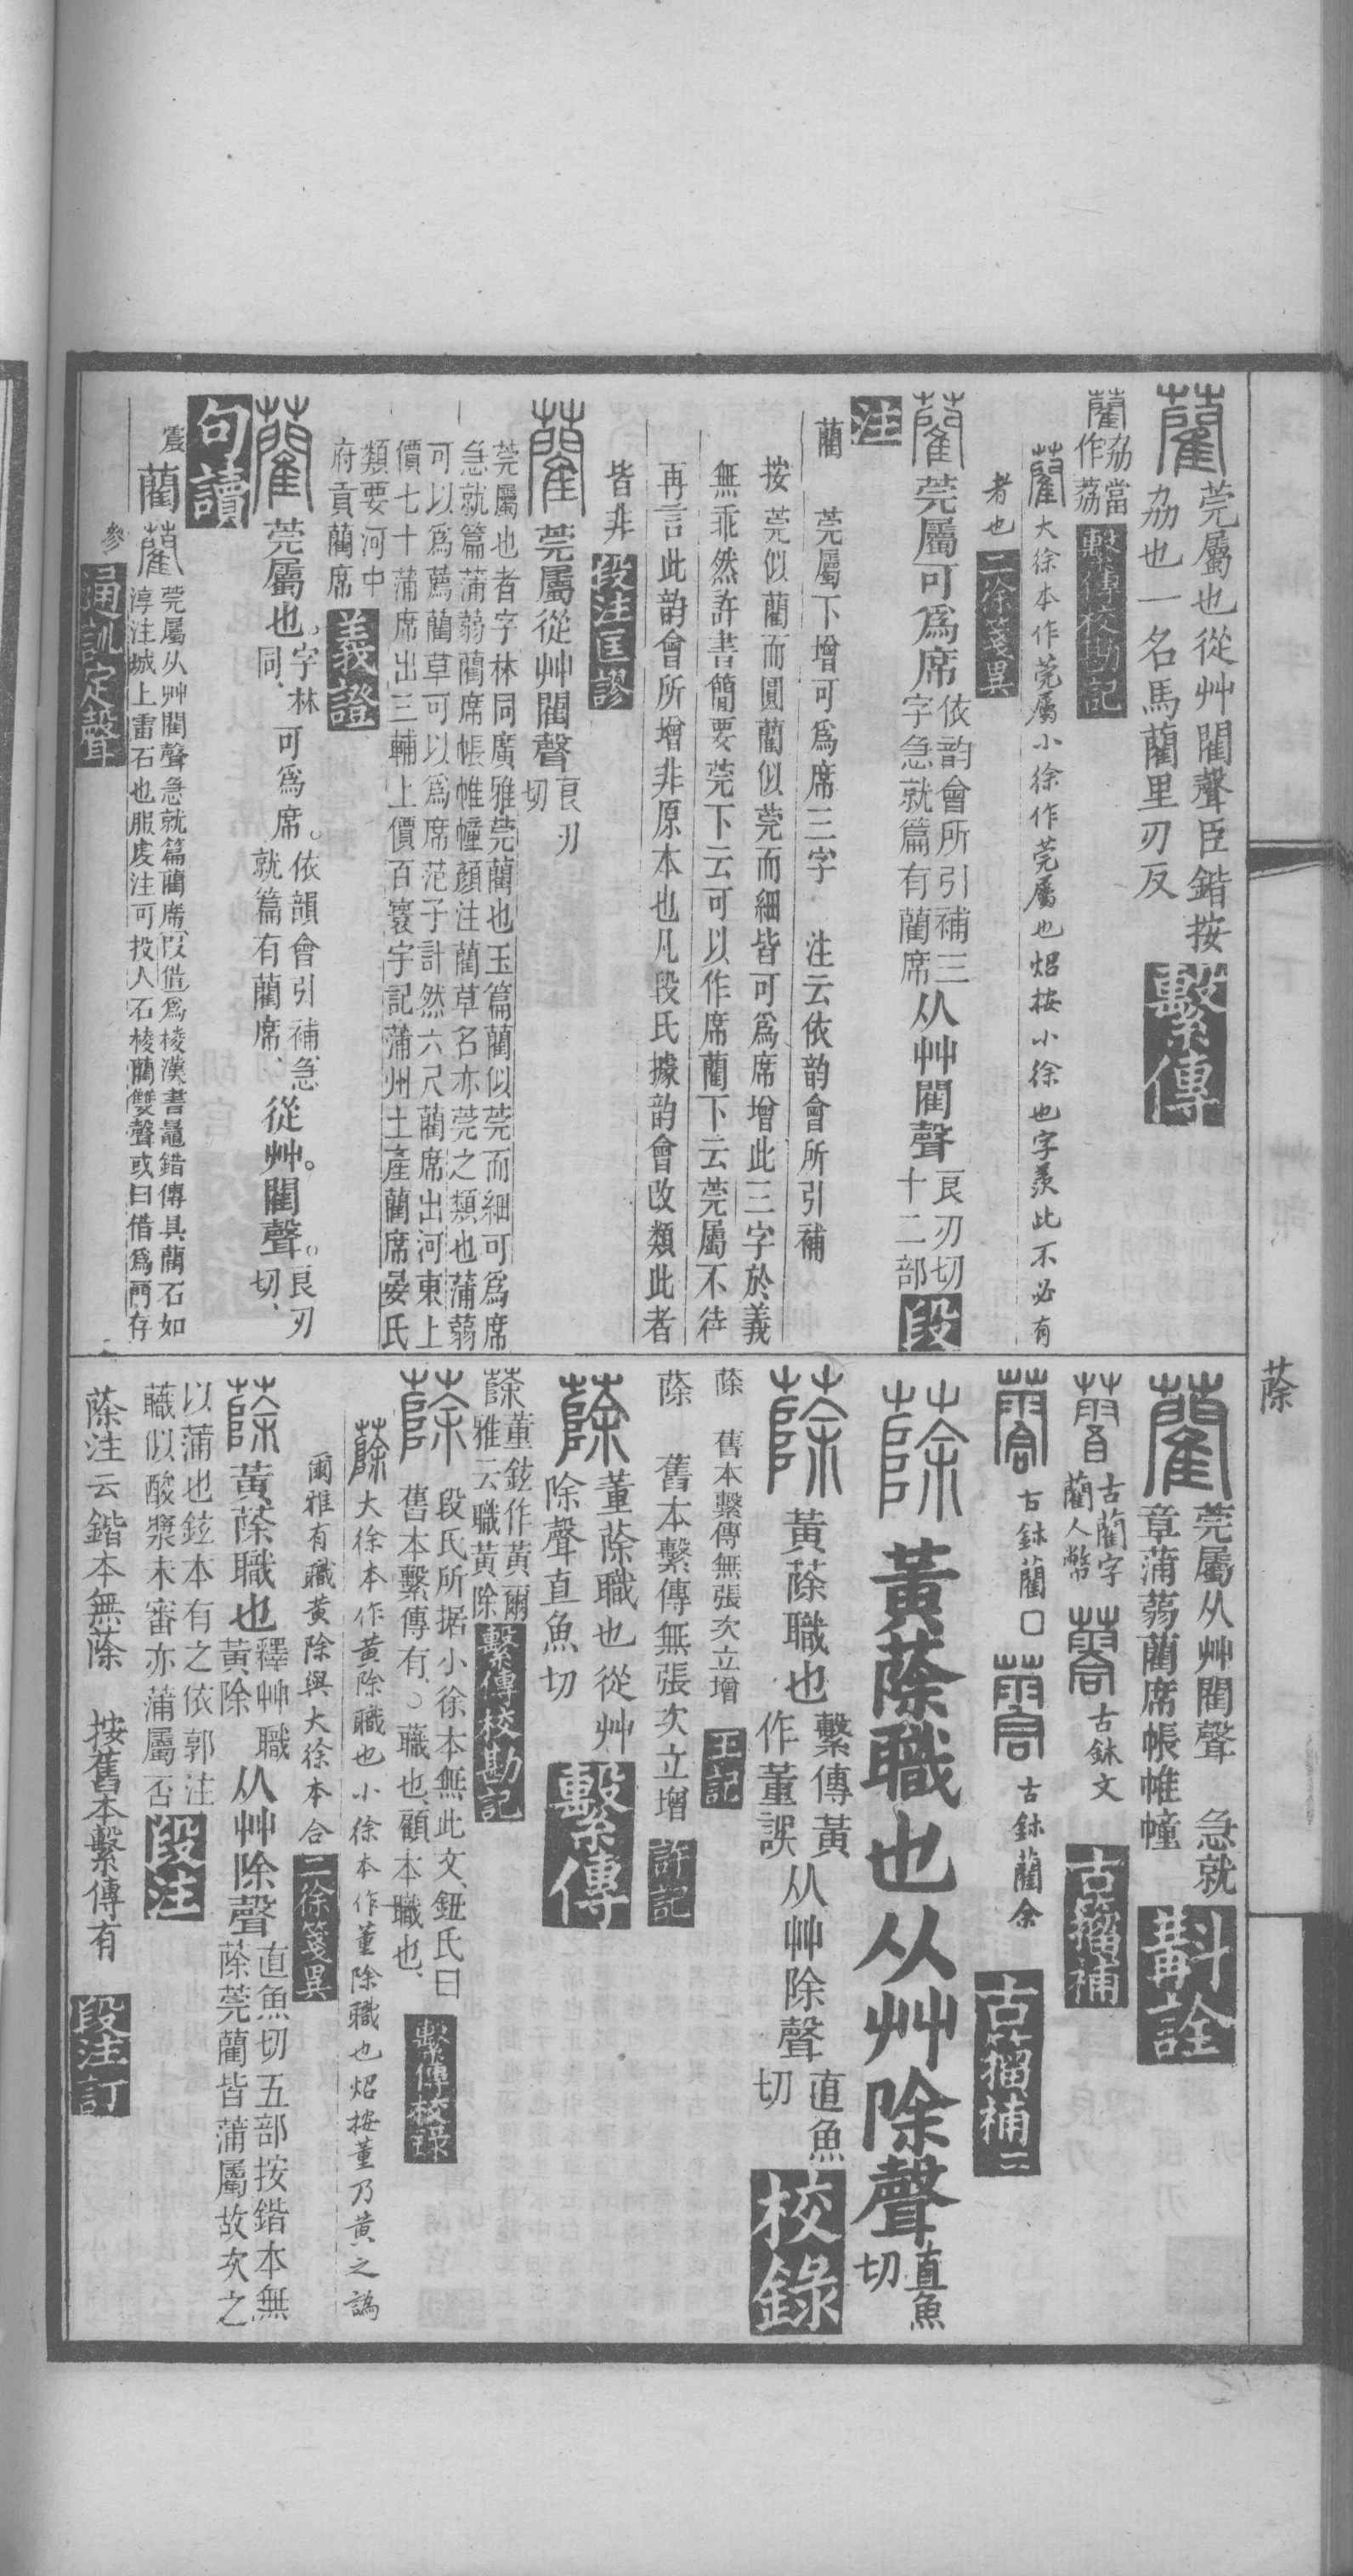 藺 莞屬也從艸閵聲臣鍇按
荔也一名馬藺里刃反 繫傳
藺 茘當
作荔 繫傳校勘記
藺 大徐本作莞屬小徐作莞屬也炤按小徐也字羨此不必有
者也 二徐箋異
藺 莞屬可爲席 依韵會所引補三
字急就篇有藺席 从艸閵聲 良刃切
十二部 段
注
藺 莞屬下增可爲席三字 注云依韵會所引補
按莞似藺而圓藺似莞而細皆可爲席增此三字於義
無乖然許書簡要莞下云可以作席藺下云莞屬不待
再言此韵會所增非原本也凡段氏據韵會改類此者
皆非 段注匡謬
藺 莞屬從艸閵聲 良刃
切
莞屬也者字林同廣雅莞藺也玉篇藺似莞而細可爲席
急就篇蒲蒻藺席帳帷幢顏注藺草名亦莞之類也蒲蒻
可以爲薦藺草可以爲席范子計然六尺藺席出河東上
價七十蒲席出三輔上價百寰宇記蒲州土產藺席晏氏
類要河中
府貢藺席 義證
藺 莞屬也 字林
同 可爲席 依韻會引補急
就篇有藺席 從艸閵聲 良刃
切
句讀
震 藺 藺 莞屬从艸閵聲急就篇藺席叚借爲棱漢書鼂錯傳具藺石如
淳注城上雷石也服虔注可投人石棱藺雙聲或曰借爲閵存
參 通訓定聲
蒢
藺 莞屬从艸閵聲 急就
章蒲蒻藺席帳帷幢 斠詮
古藺字
藺人幣 古鉥文 古籀補
古鉥藺口 古鉥藺余 古籀補二
蒢 黃蒢職也从艸除聲 直魚
切
蒢 黃蒢職也 繫傳黃
作董誤 从艸除聲 直魚
切 校錄
蒢 舊本繫傳無張次立增 王記
蒢 舊本繫傳無張次立增 許記
蒢 董蒢職也從艸
除聲直魚切 繫傳
蒢 董鉉作黃爾
雅云職黃除 繫傳校勘記
蒢 段氏所据小徐本無此文鈕氏曰
舊本繫傳有○蘵也顧本職也 繫傳校錄
蒢 大徐本作黃除職也小徐本作董除職也炤按董乃黃之譌
爾雅有職黃除與大徐本合 二徐箋異
蒢 黃蒢職也 釋艸職
黃除 从艸除聲 直魚切五部按鍇本無
蒢莞藺皆蒲屬故次之
以蒲也鉉本有之依郭注
蘵似酸漿未審亦蒲屬否 段注
蒢注云鍇本無蒢 按舊本繫傳有 段注訂